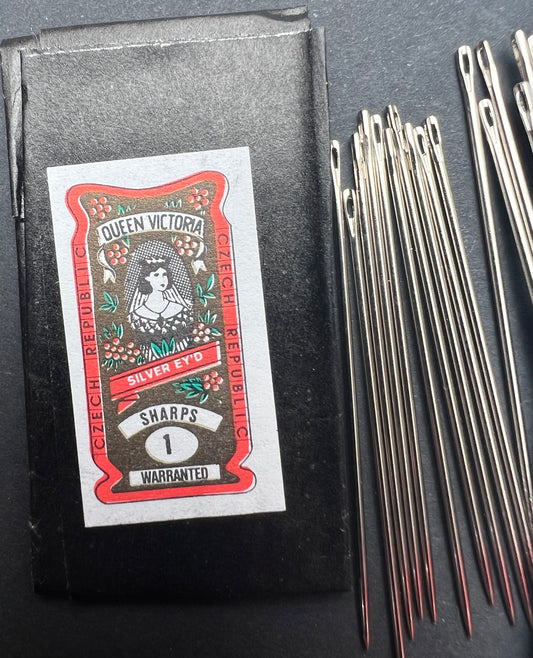 QUEEN VICTORIA
CZECH REPUBLIC
CZECH REPUBLIC
SILVER EY'D
SHARPS
1
WARRANTED